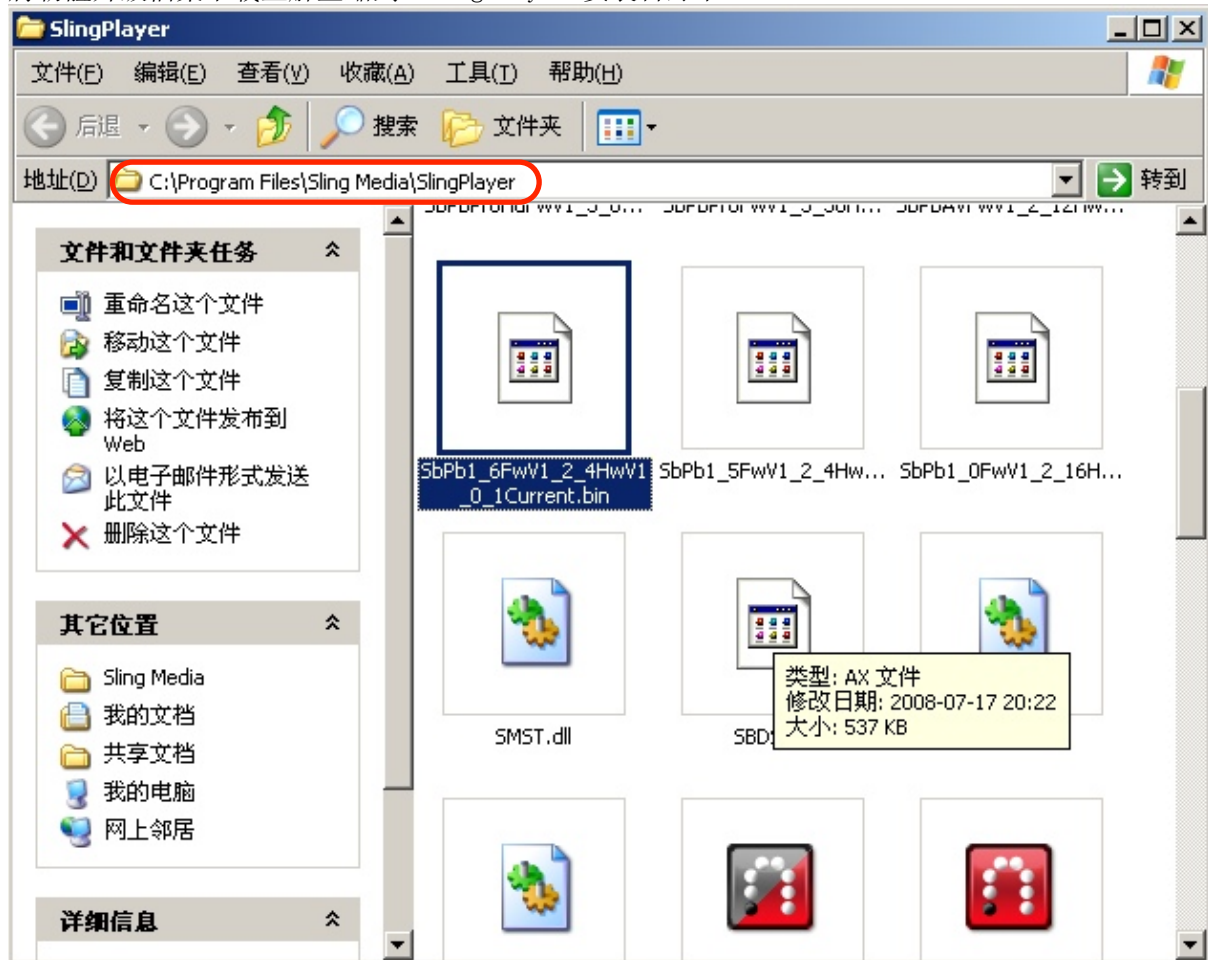 SlingPlayer
文件(F) 编辑(E) 查看(V) 收藏(A) 工具(T) 帮助(H)
后退 搜索 文件夹
地址(D) C:\Program Files\Sling Media\SlingPlayer 转到
文件和文件夹任务
重命名这个文件
移动这个文件
复制这个文件
将这个文件发布到
Web
以电子邮件形式发送
此文件
删除这个文件
其它位置
Sling Media
我的文档
共享文档
我的电脑
网上邻居
详细信息
SbPb1_6FwV1_2_4HwV1
_0_1Current.bin
SbPb1_5FwV1_2_4Hw...
SbPb1_0FwV1_2_16H...
SMST.dll
类型: AX 文件
修改日期: 2008-07-17 20:22
大小: 537 KB